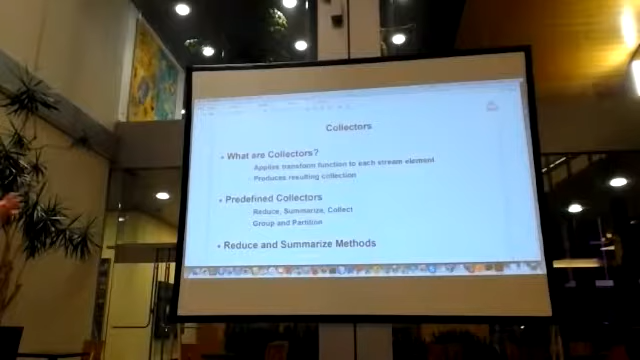 Collectors
• What are Collectors?
Applies transform function to each stream element
Produces resulting collection
• Predefined Collectors
Reduce, Summarize, Collect
Group and Partition
• Reduce and Summarize Methods